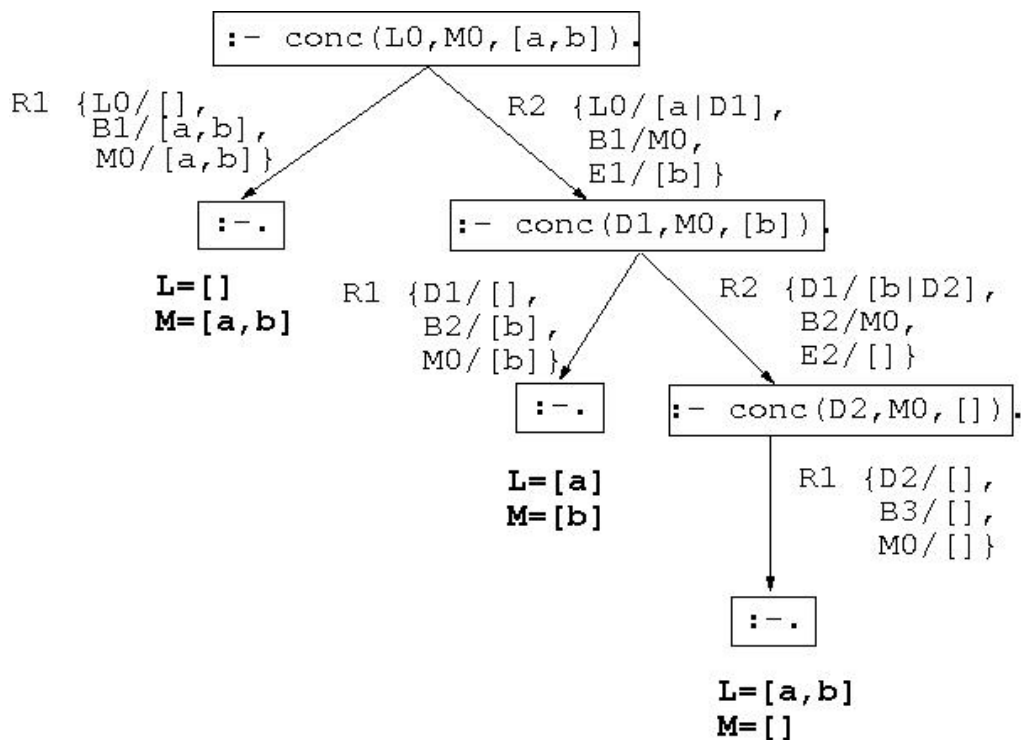 :- conc(L0,M0,[a,b]).
R1 {L0/[],
B1/[a,b],
M0/[a,b]}
R2 {L0/[a|D1],
B1/M0,
E1/[b]}
:-.
L=[]
M=[a,b]
:- conc(D1,M0,[b]).
R1 {D1/[],
B2/[b],
M0/[b]}
R2 {D1/[b|D2],
B2/M0,
E2/[]}
:-.
L=[a]
M=[b]
:- conc(D2,M0,[]).
R1 {D2/[],
B3/[],
M0/[]}
:-.
L=[a,b]
M=[]